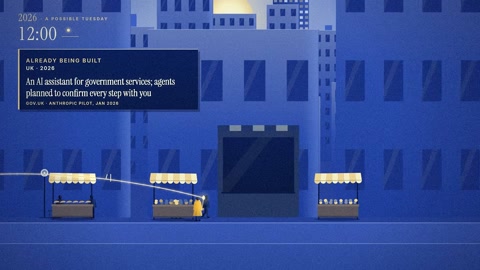 2026 · A POSSIBLE TUESDAY
12:00
ALREADY BEING BUILT
UK · 2026
An AI assistant for government services; agents
planned to confirm every step with you
GOV.UK · ANTHROPIC PILOT, JAN 2026